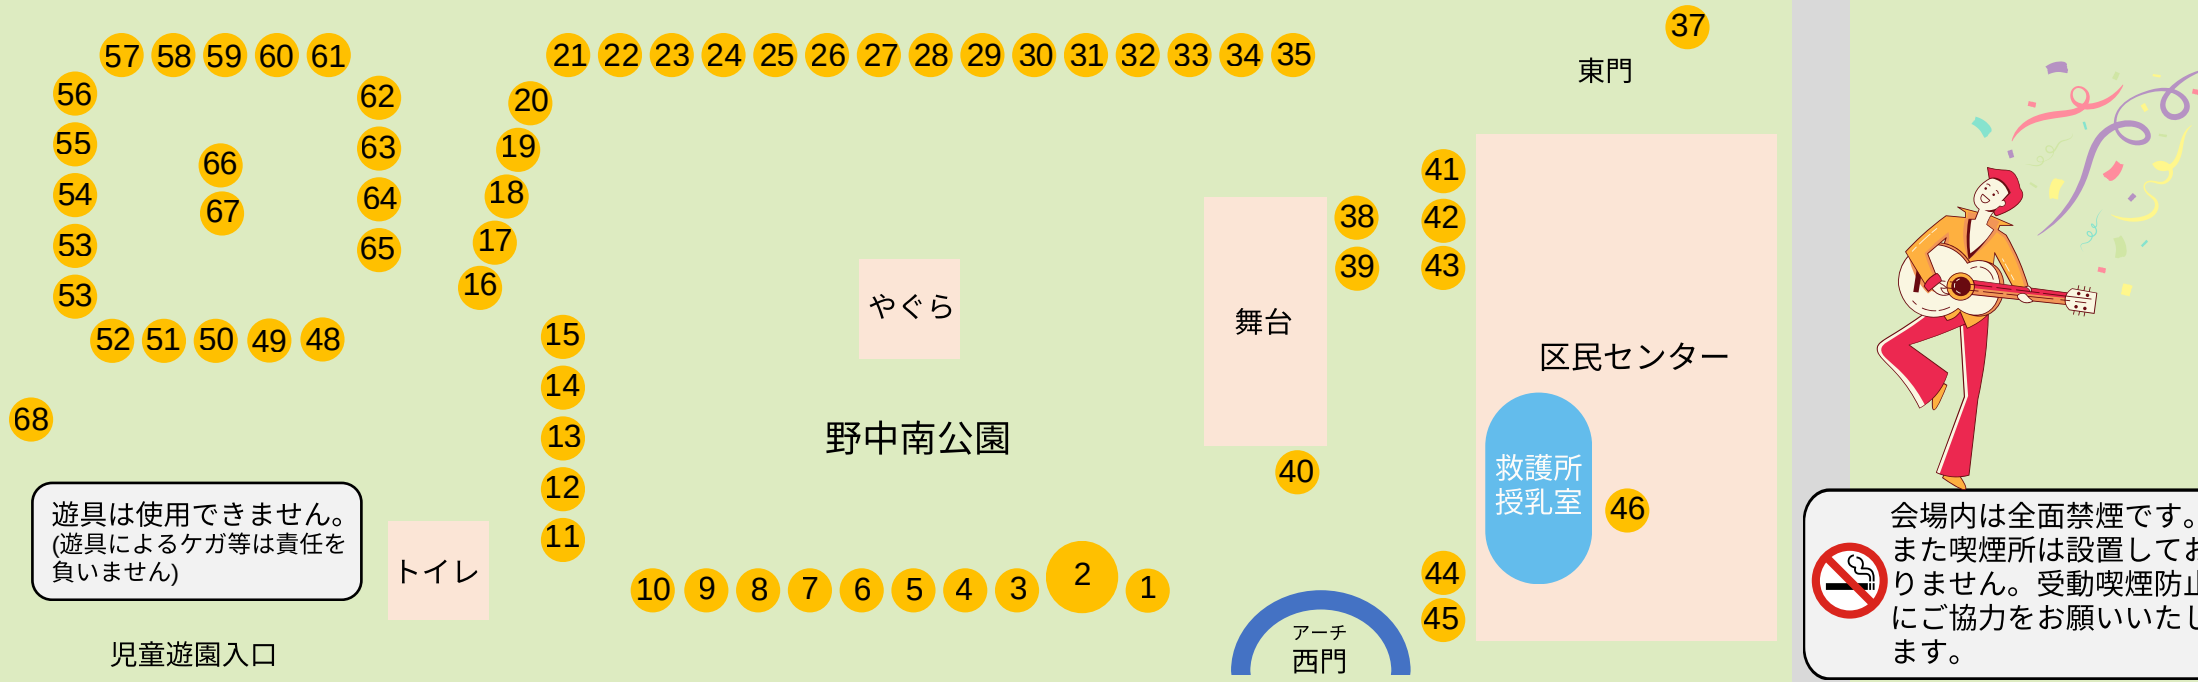 37
21 22 23 24 25 26 27 28 29 30 31 32 33 34 35
57 58 59 60 61
東門
56
62
20
55
63
19
66
41
54
64
18
67
38
42
53
65
17
39
43
53
16
やぐら
舞台
52 51 50 49 48
15
区民センター
14
68
13
野中南公園
40
救護所
授乳室
12
46
11
遊具は使用できません。
(遊具によるケガ等は責任を
負いません)
トイレ
10 9 8 7 6 5 4 3 2 1
44
45
アーチ
西門
児童遊園入口
会場内は全面禁煙です。
また喫煙所は設置してお
りません。受動喫煙防止
にご協力をお願いいたし
ます。